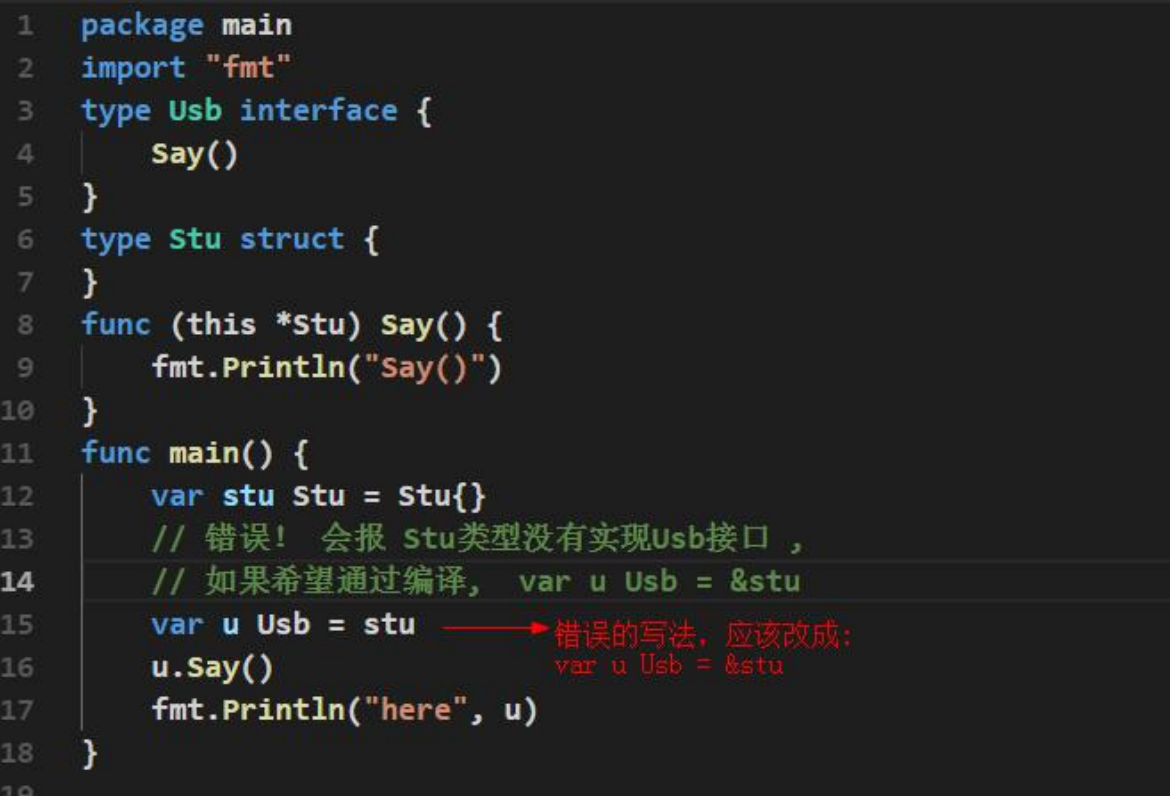 1 package main
2 import "fmt"
3 type Usb interface {
4     Say()
5 }
6 type Stu struct {
7 }
8 func (this *Stu) Say() {
9     fmt.Println("Say()")
10 }
11 func main() {
12     var stu Stu = Stu{}
13     // 错误! 会报 Stu类型没有实现Usb接口 ,
14     // 如果希望通过编译, var u Usb = &stu
15     var u Usb = stu 错误的写法，应该改成:
var u Usb = &stu
16     u.Say()
17     fmt.Println("here", u)
18 }
19